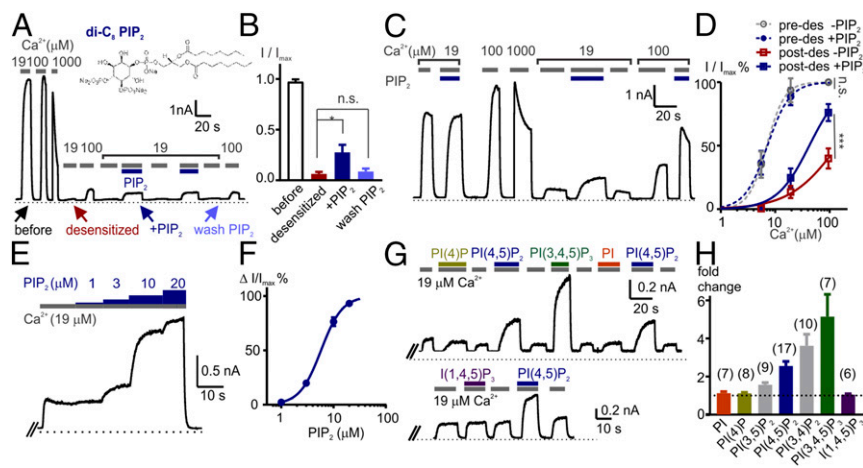 A
di-C8 PIP2
Ca2+(μM)
19 100 1000
1nA
20 s
19 100 19 100
PIP2
before desensitized +PIP2 wash PIP2
B
I / Imax
n.s.
*
1.0
0.5
0.0
before
desensitized
+PIP2
wash PIP2
C
Ca2+(μM) 19 100 1000 19 100
PIP2
1 nA
20 s
D
pre-des -PIP2
pre-des +PIP2
post-des -PIP2
post-des +PIP2
I / Imax %
n.s.
***
100
50
0
1 10 100
Ca2+(μM)
E
PIP2(μM) 1 3 10 20
Ca2+ (19 μM)
0.5 nA
10 s
F
Δ I/Imax %
100
50
0
1 10 100
PIP2 (μM)
G
PI(4)P PI(4,5)P2 PI(3,4,5)P3 PI PI(4,5)P2
19 μM Ca2+
0.2 nA
20 s
I(1,4,5)P3 PI(4,5)P2
19 μM Ca2+
0.2 nA
10 s
H
fold
change
6
4
2
0
(7) (8) (9) (17) (10) (7) (6)
PI
PI(4)P
PI(3,5)P2
PI(4,5)P2
PI(3,4)P2
PI(3,4,5)P3
I(1,4,5)P3